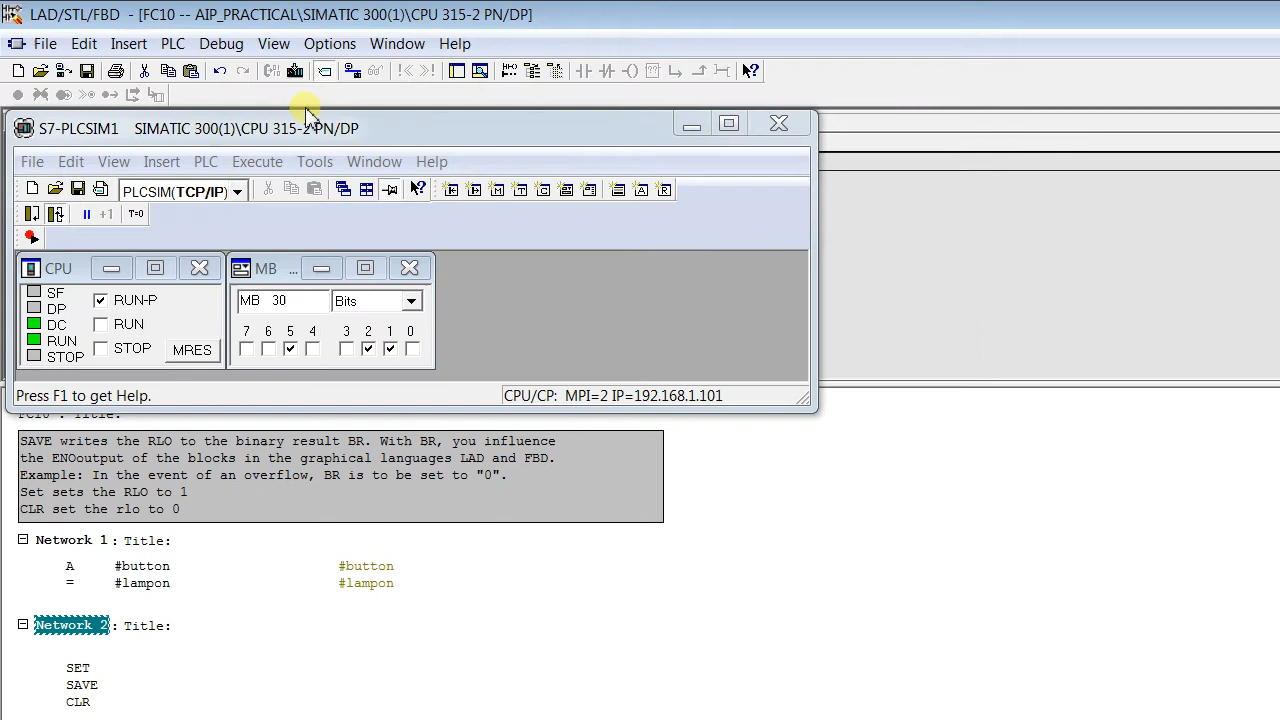 LAD/STL/FBD - [FC10 -- AIP_PRACTICAL\SIMATIC 300(1)\CPU 315-2 PN/DP]
File Edit Insert PLC Debug View Options Window Help
S7-PLCSIM1 SIMATIC 300(1)\CPU 315-2 PN/DP
File Edit View Insert PLC Execute Tools Window Help
PLCSIM(TCP/IP)
+1 T=0
CPU
SF
DP
DC
RUN
STOP
RUN-P
RUN
STOP
MRES
MB ...
MB 30 Bits
7 6 5 4 3 2 1 0
Press F1 to get Help. CPU/CP: MPI=2 IP=192.168.1.101
FC10 : Title:
SAVE writes the RLO to the binary result BR. With BR, you influence
the ENOoutput of the blocks in the graphical languages LAD and FBD.
Example: In the event of an overflow, BR is to be set to "0".
Set sets the RLO to 1
CLR set the rlo to 0
Network 1 : Title:
A #button #button
= #lampon #lampon
Network 2 : Title:
SET
SAVE
CLR